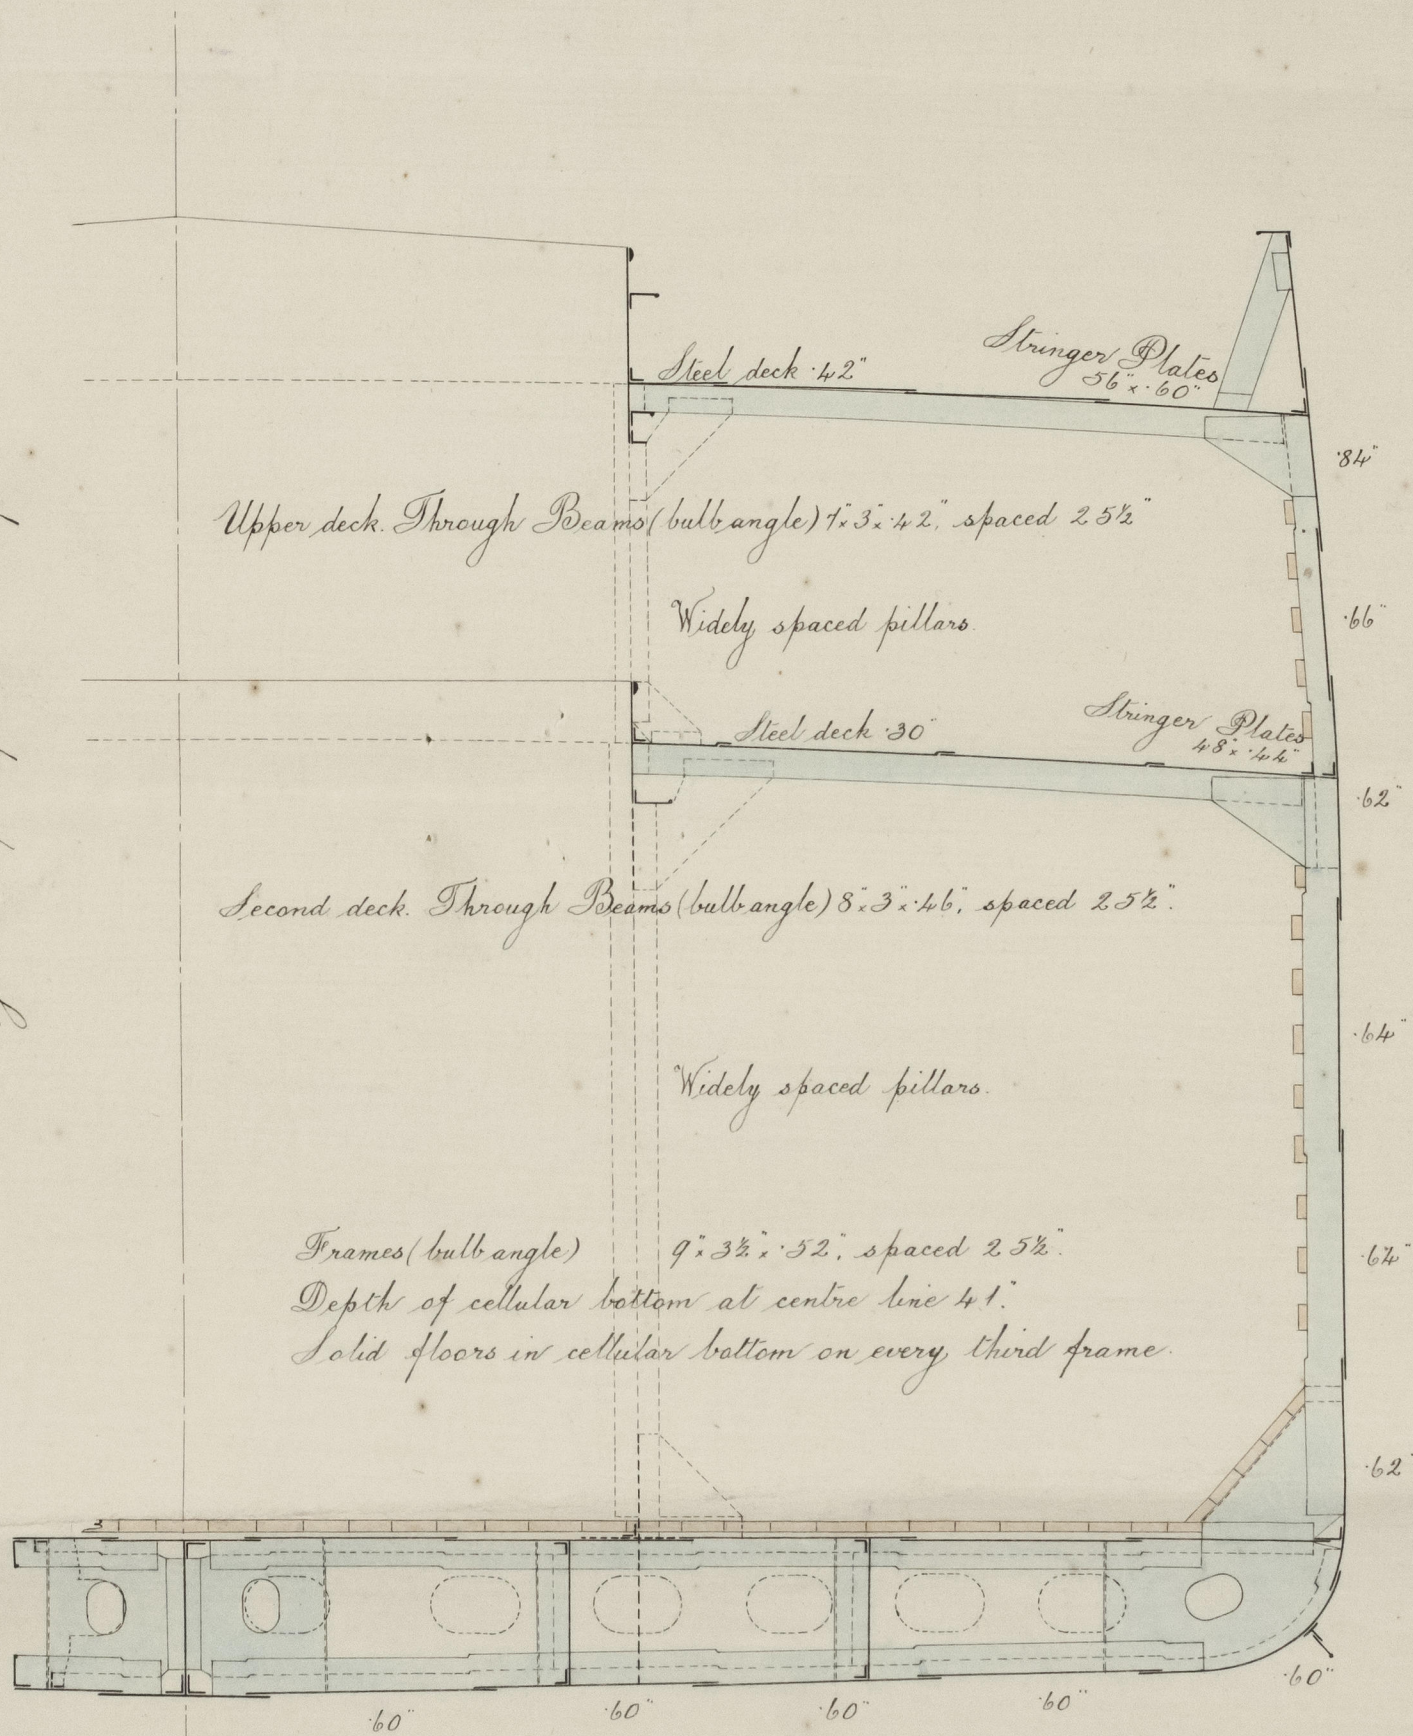 Steel deck ·42"
Stringer Plates
56" x ·60"
·84"
Upper deck. Through Beams (bulb angle) 7" x 3" x ·42", spaced 25½"
Widely spaced pillars.
·66"
Steel deck ·30"
Stringer Plates
48" x ·44"
·62"
Second deck. Through Beams (bulb angle) 8" x 3" x ·46", spaced 25½".
·64"
Widely spaced pillars.
Frames (bulb angle) 9" x 3½" x ·52", spaced 25½".
·64"
Depth of cellular bottom at centre line 41".
Solid floors in cellular bottom on every third frame.
·62"
·60"
·60"
·60"
·60"
·60"